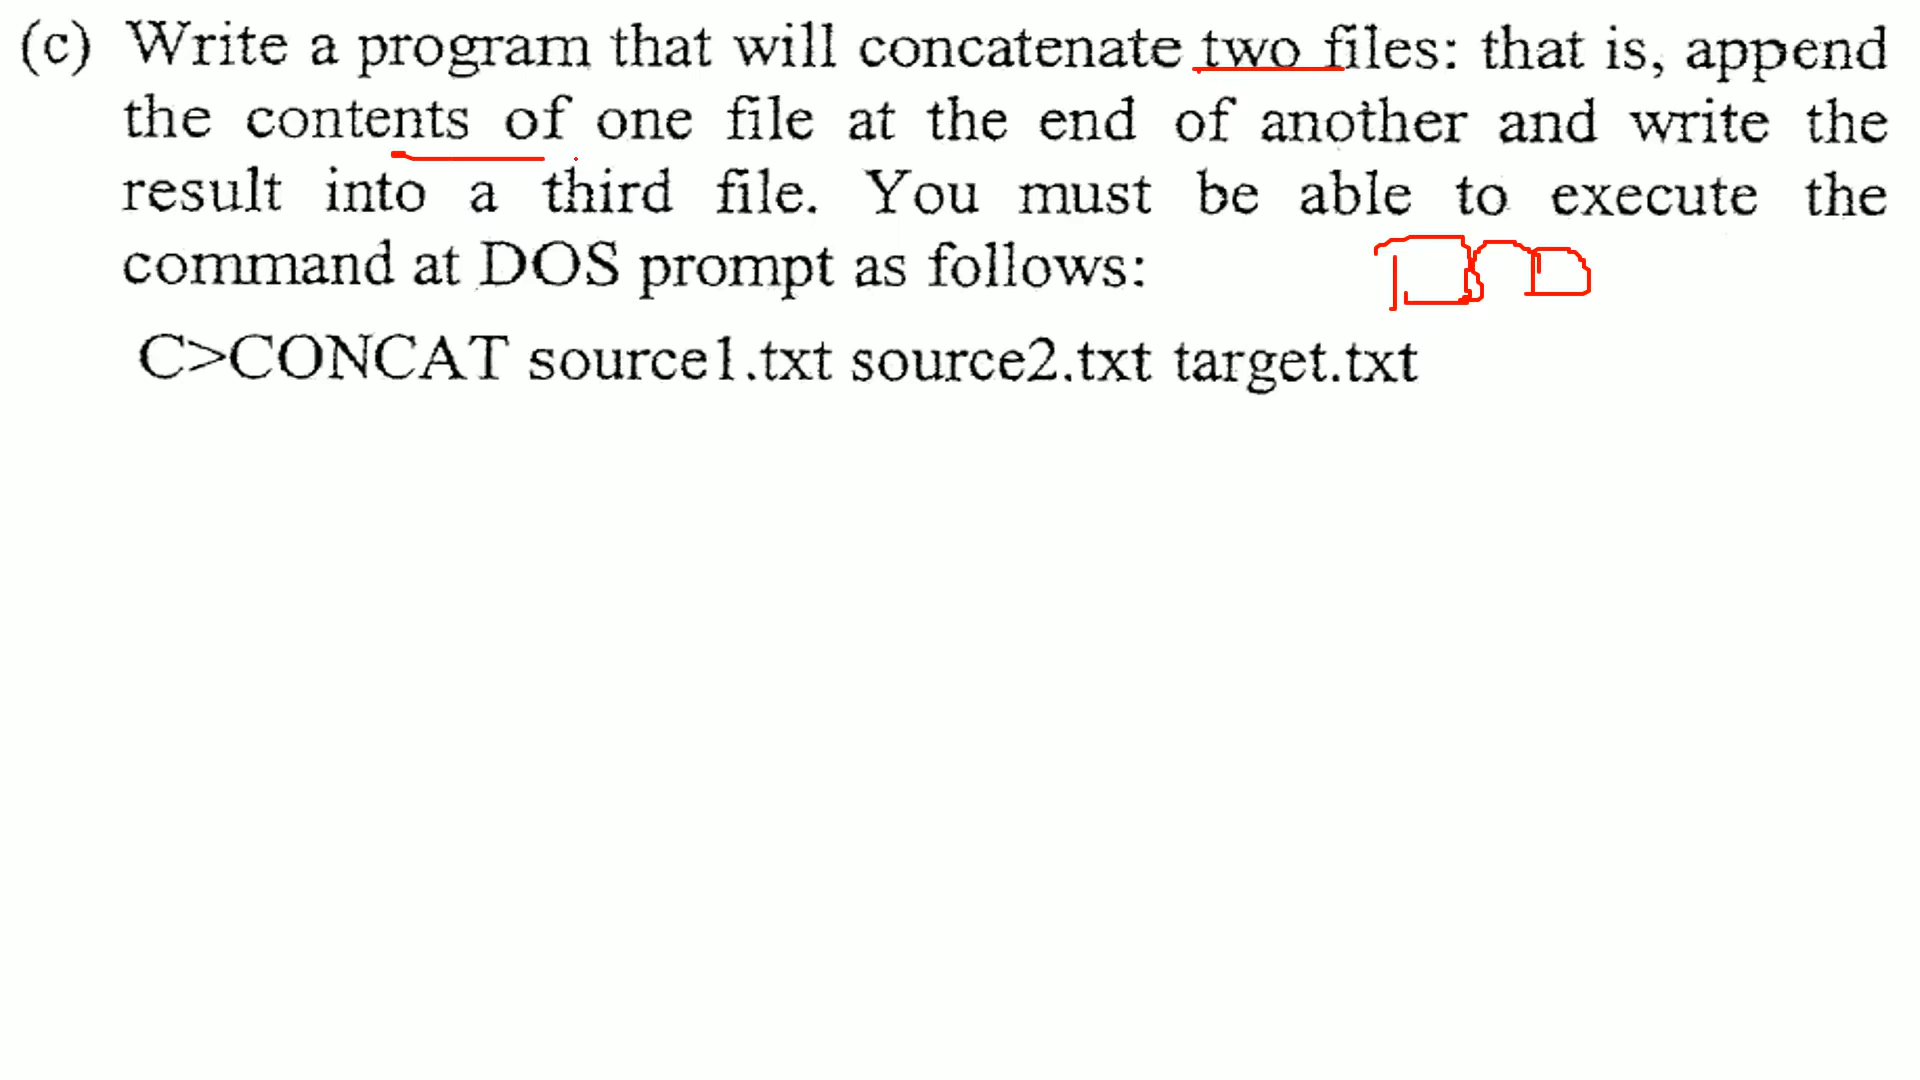 (c) Write a program that will concatenate two files: that is, append
the contents of one file at the end of another and write the
result into a third file. You must be able to execute the
command at DOS prompt as follows:
C>CONCAT source1.txt source2.txt target.txt